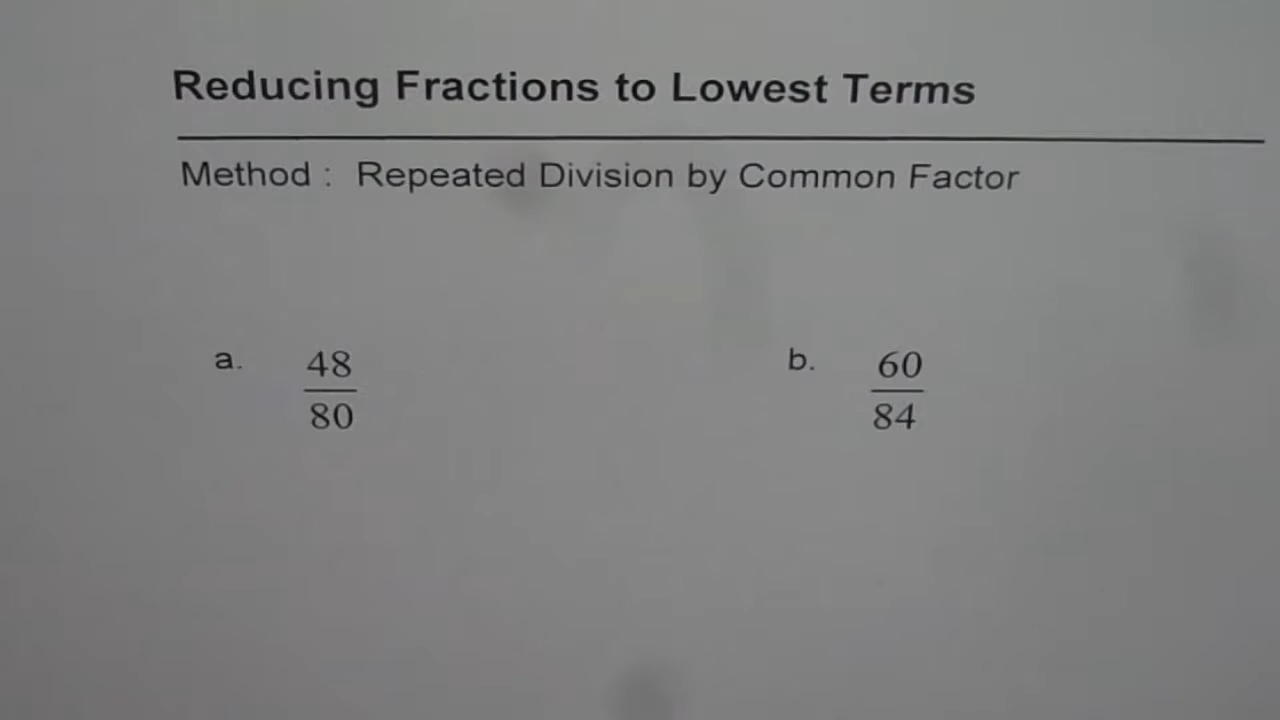 Reducing Fractions to Lowest Terms
Method : Repeated Division by Common Factor
a. 48/80 b. 60/84